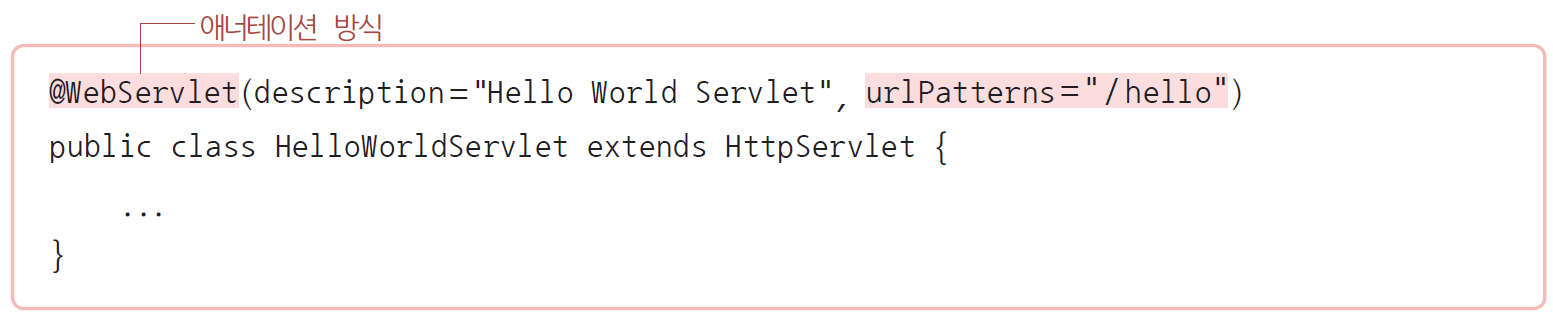 애너테이션 방식
@WebServlet(description="Hello World Servlet", urlPatterns="/hello")
public class HelloWorldServlet extends HttpServlet {
...
}